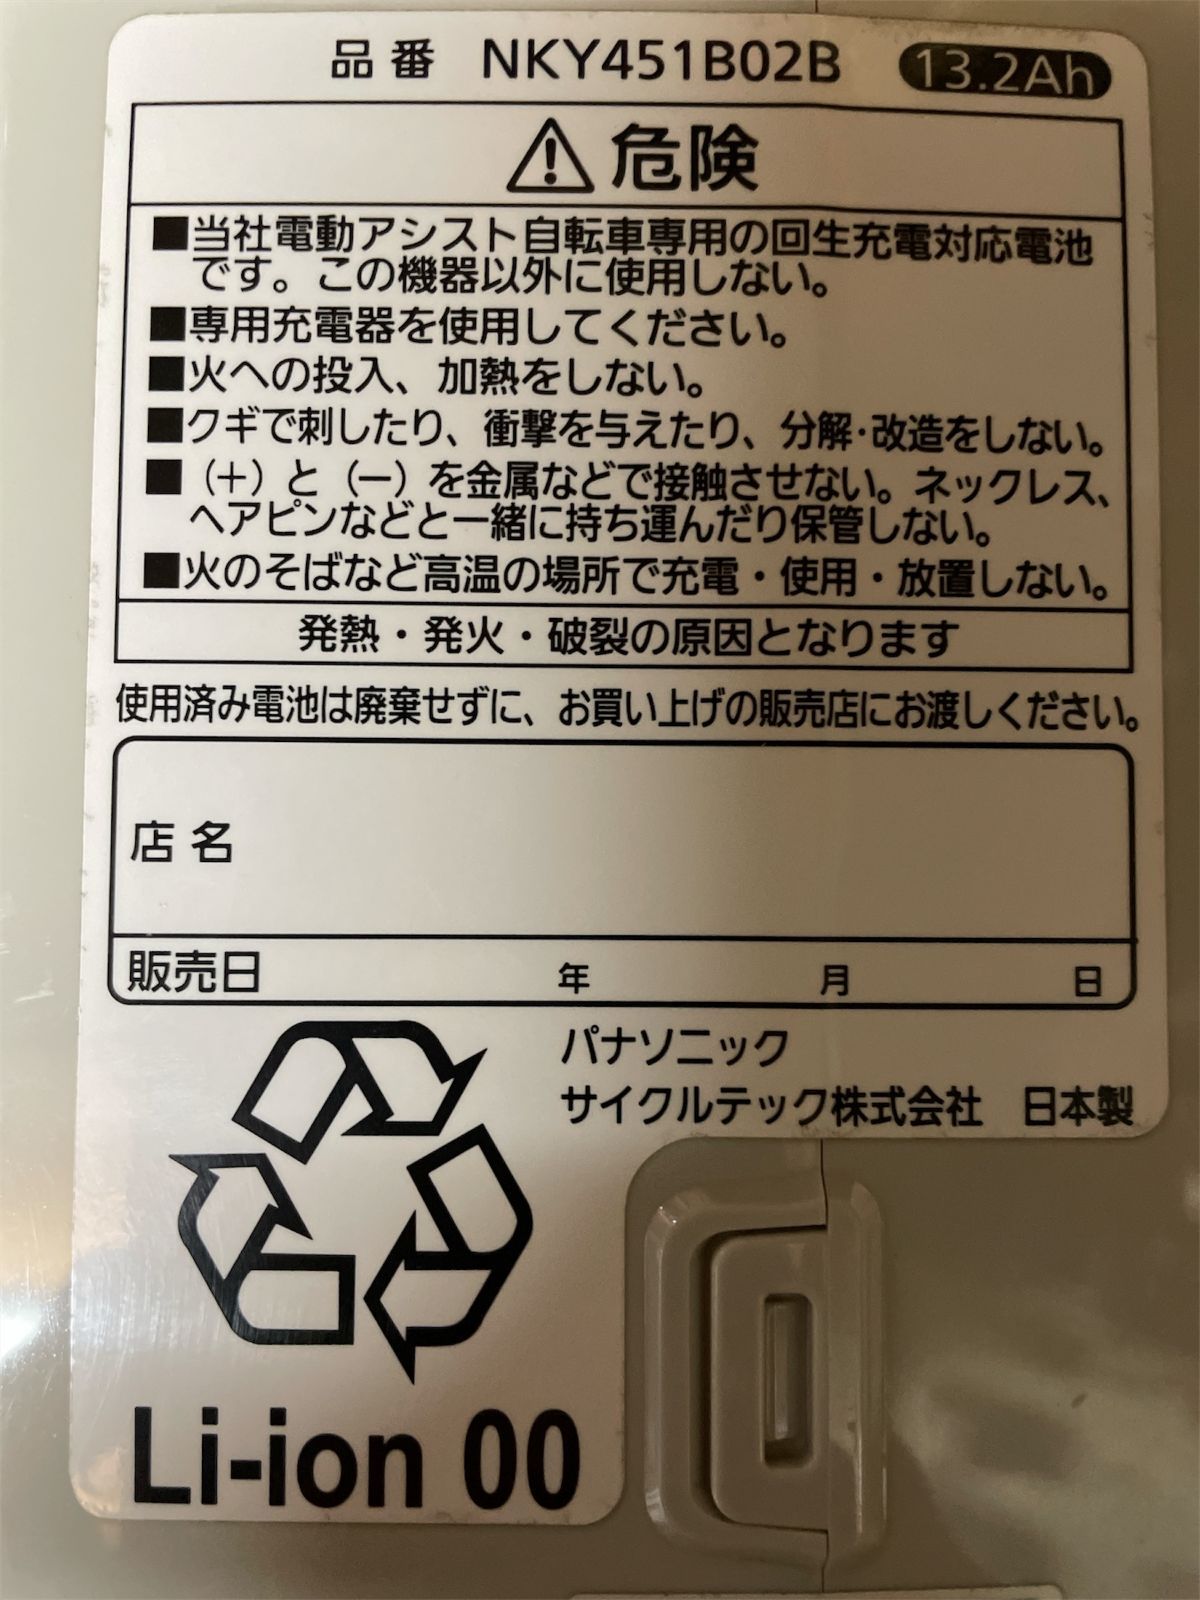 品番 NKY451B02B 13.2Ah
危険
■当社電動アシスト自転車専用の回生充電対応電池
です。この機器以外に使用しない。
■専用充電器を使用してください。
■火への投入、加熱をしない。
■クギで刺したり、衝撃を与えたり、分解・改造をしない。
■(+)と(−)を金属などで接触させない。ネックレス、
ヘアピンなどと一緒に持ち運んだり保管しない。
■火のそばなど高温の場所で充電・使用・放置しない。
発熱・発火・破裂の原因となります
使用済み電池は廃棄せずに、お買い上げの販売店にお渡しください。
店名
販売日 年 月 日
パナソニック
サイクルテック株式会社 日本製
Li-ion 00